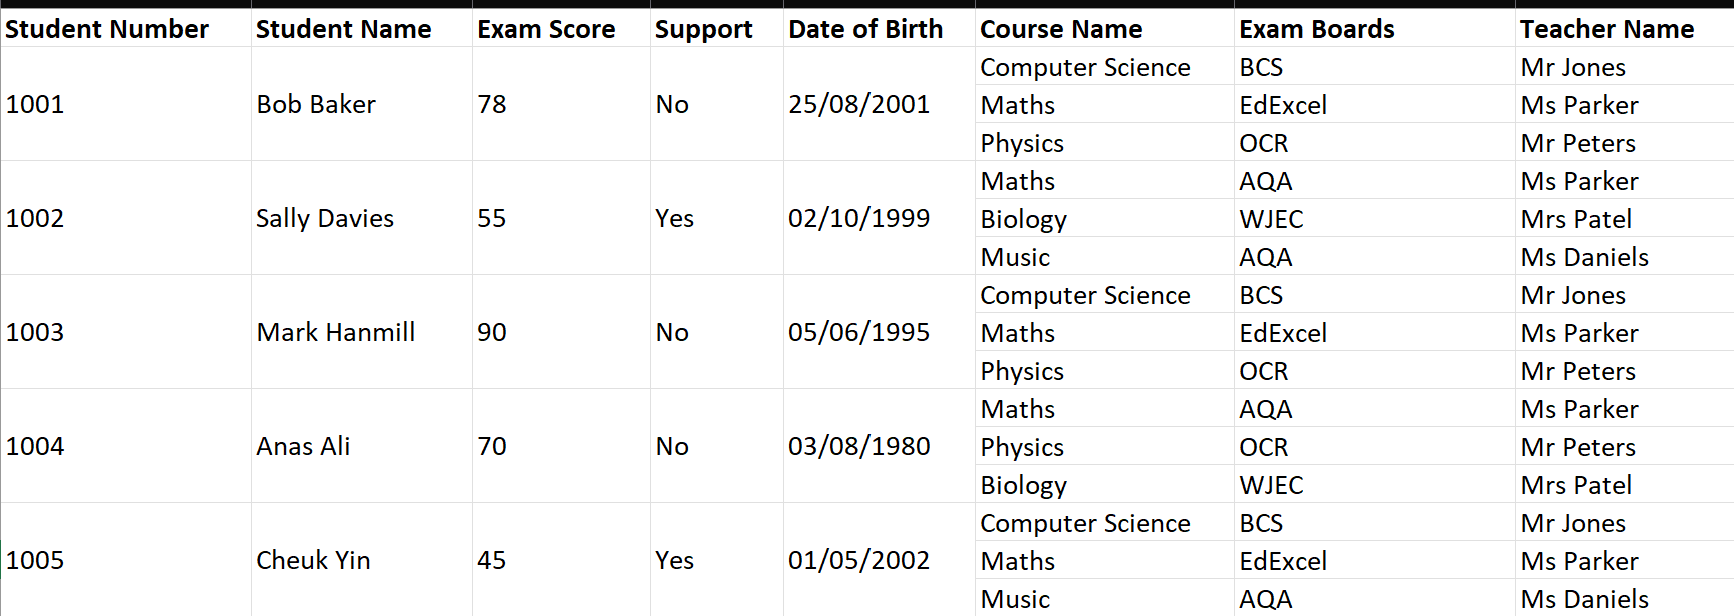 Student Number Student Name Exam Score Support Date of Birth Course Name Exam Boards Teacher Name
Computer Science BCS Mr Jones
1001 Bob Baker 78 No 25/08/2001 Maths EdExcel Ms Parker
Physics OCR Mr Peters
Maths AQA Ms Parker
1002 Sally Davies 55 Yes 02/10/1999 Biology WJEC Mrs Patel
Music AQA Ms Daniels
Computer Science BCS Mr Jones
1003 Mark Hanmill 90 No 05/06/1995 Maths EdExcel Ms Parker
Physics OCR Mr Peters
Maths AQA Ms Parker
1004 Anas Ali 70 No 03/08/1980 Physics OCR Mr Peters
Biology WJEC Mrs Patel
Computer Science BCS Mr Jones
1005 Cheuk Yin 45 Yes 01/05/2002 Maths EdExcel Ms Parker
Music AQA Ms Daniels